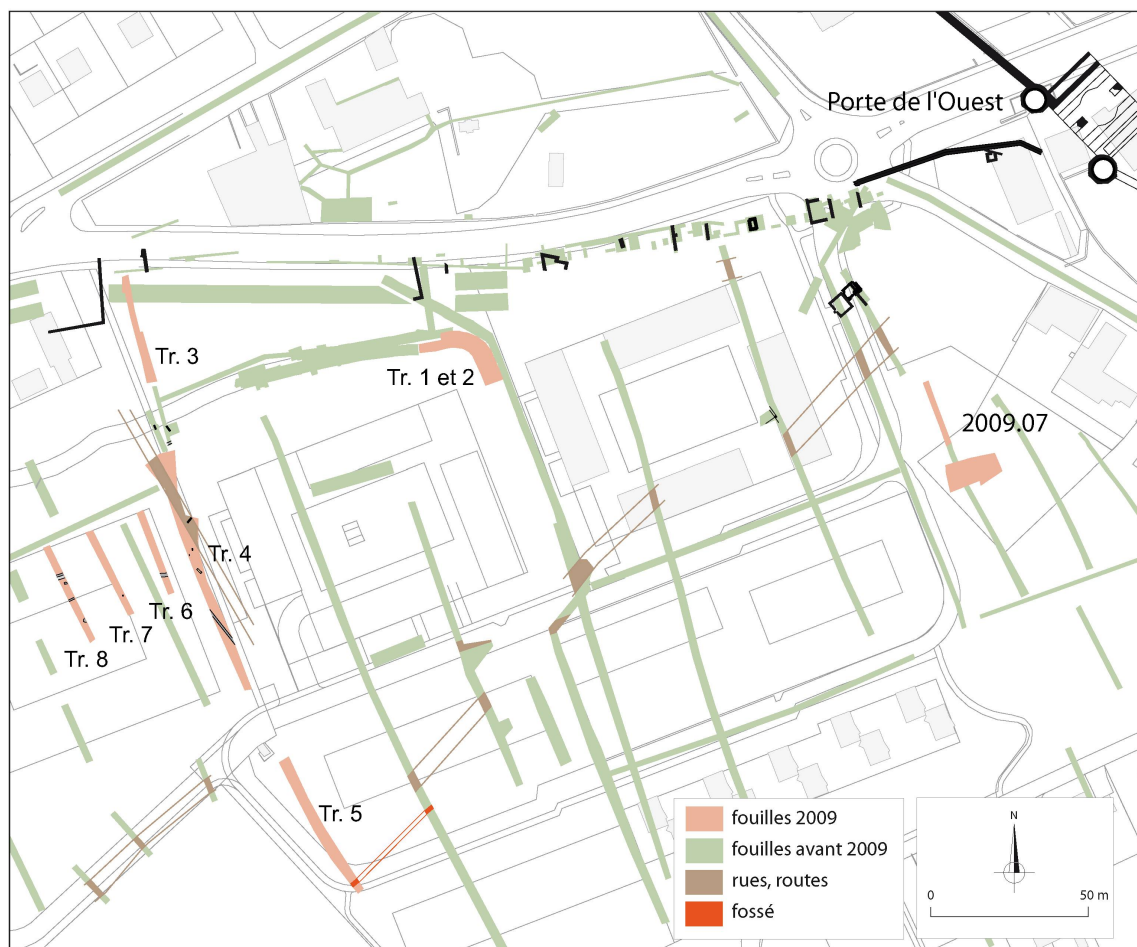 Porte de l'Ouest
Tr. 3
Tr. 1 et 2
2009.07
Tr. 4
Tr. 6
Tr. 7
Tr. 8
Tr. 5
fouilles 2009
fouilles avant 2009
rues, routes
fossé
N
0 50 m